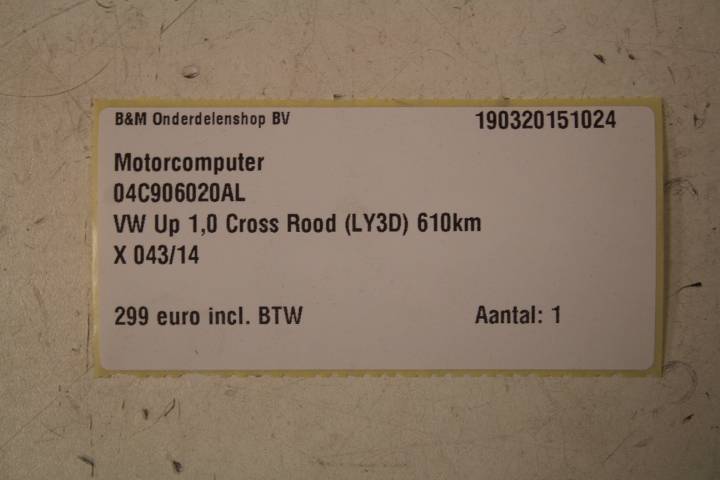 B&M Onderdelenshop BV 190320151024
Motorcomputer
04C906020AL
VW Up 1,0 Cross Rood (LY3D) 610km
X 043/14
299 euro incl. BTW Aantal: 1